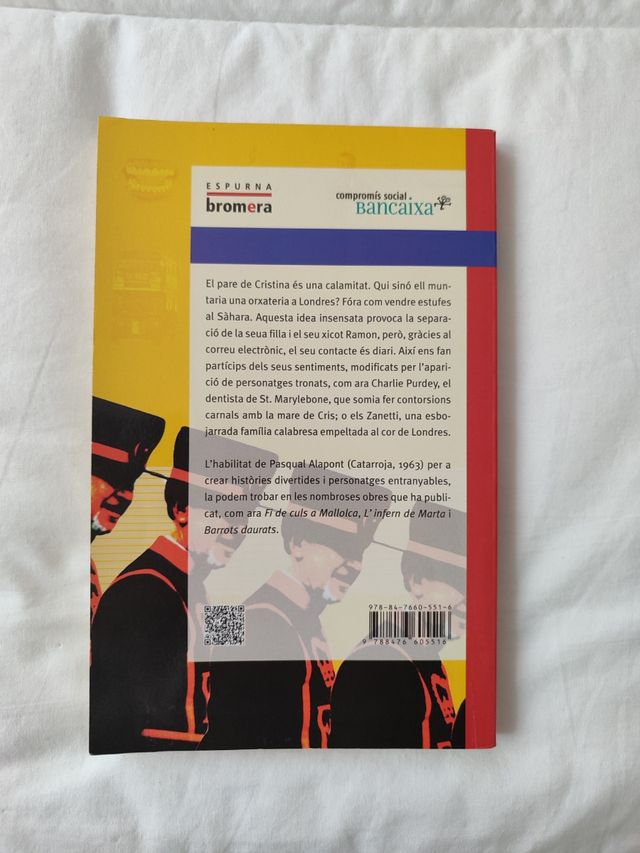 ESPURNA
bromera
compromís social
Bancaixa
El pare de Cristina és una calamitat. Qui sinó ell mun-
taria una orxateria a Londres? Fóra com vendre estufes
al Sàhara. Aquesta idea insensata provoca la separa-
ció de la seua filla i el seu xicot Ramon, però, gràcies al
correu electrònic, el seu contacte és diari. Així ens fan
partícips dels seus sentiments, modificats per l'apari-
ció de personatges tronats, com ara Charlie Purdey, el
dentista de St. Marylebone, que somia fer contorsions
carnals amb la mare de Cris; o els Zanetti, una esbo-
jarrada família calabresa empeltada al cor de Londres.
L'habilitat de Pasqual Alapont (Catarroja, 1963) per a
crear històries divertides i personatges entranyables,
la podem trobar en les nombroses obres que ha publi-
cat, com ara Fi de culs a Mallolca, L' infern de Marta i
Barrots daurats.
978-84-7660-551-6
9 788476 605516